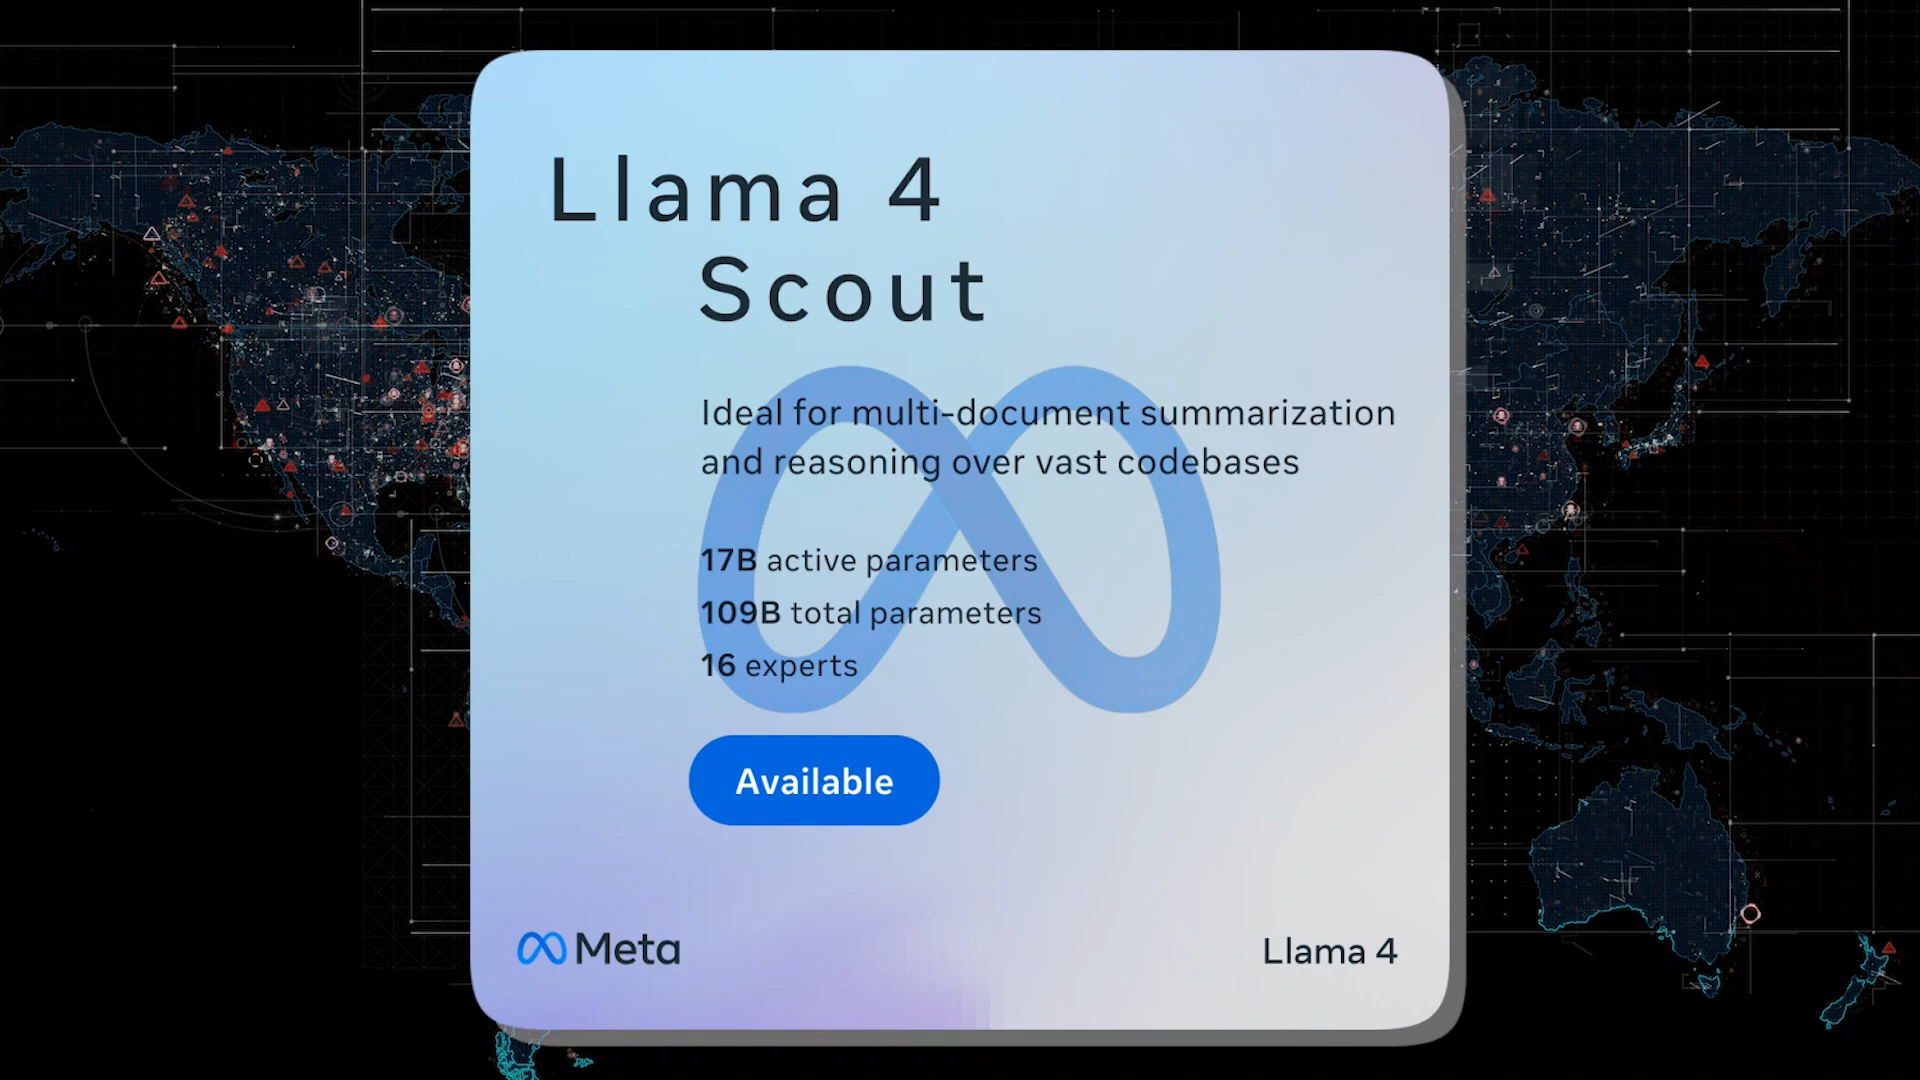 Llama 4
Scout
Ideal for multi-document summarization
and reasoning over vast codebases
17B active parameters
109B total parameters
16 experts
Available
Meta
Llama 4